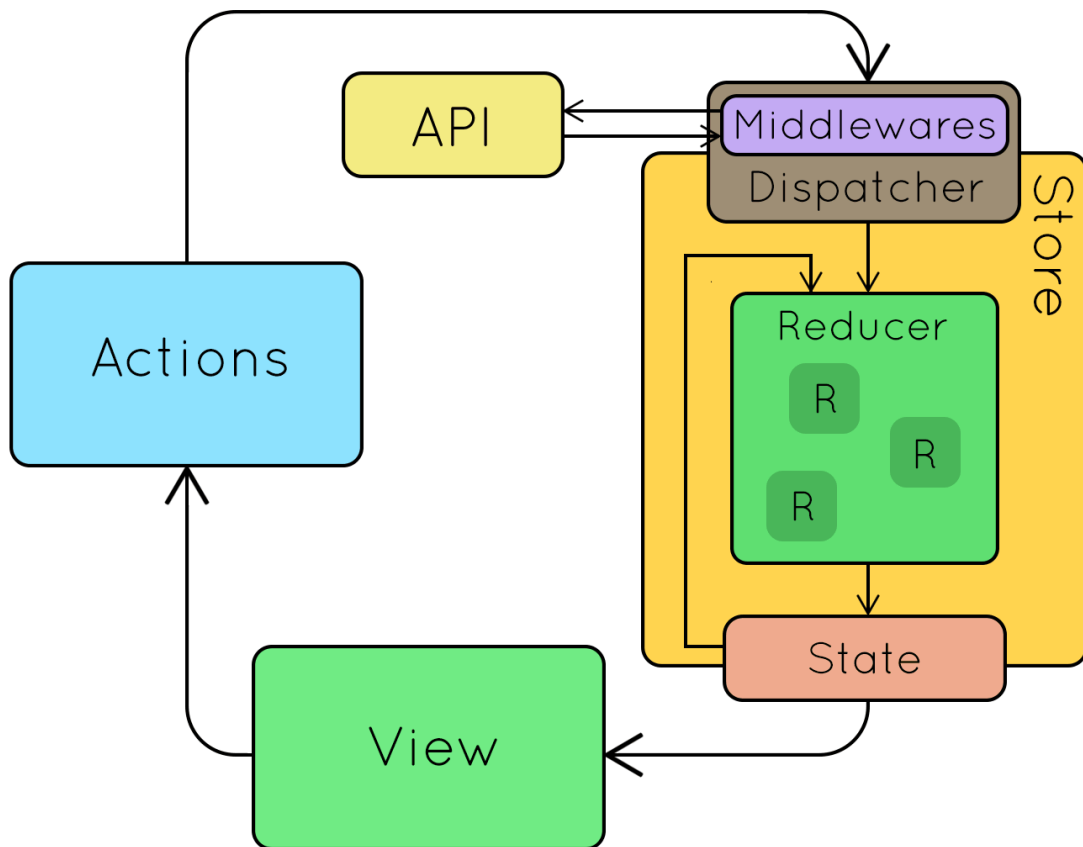 API
Middlewares
Dispatcher
Store
Actions
Reducer
R
R
R
State
View